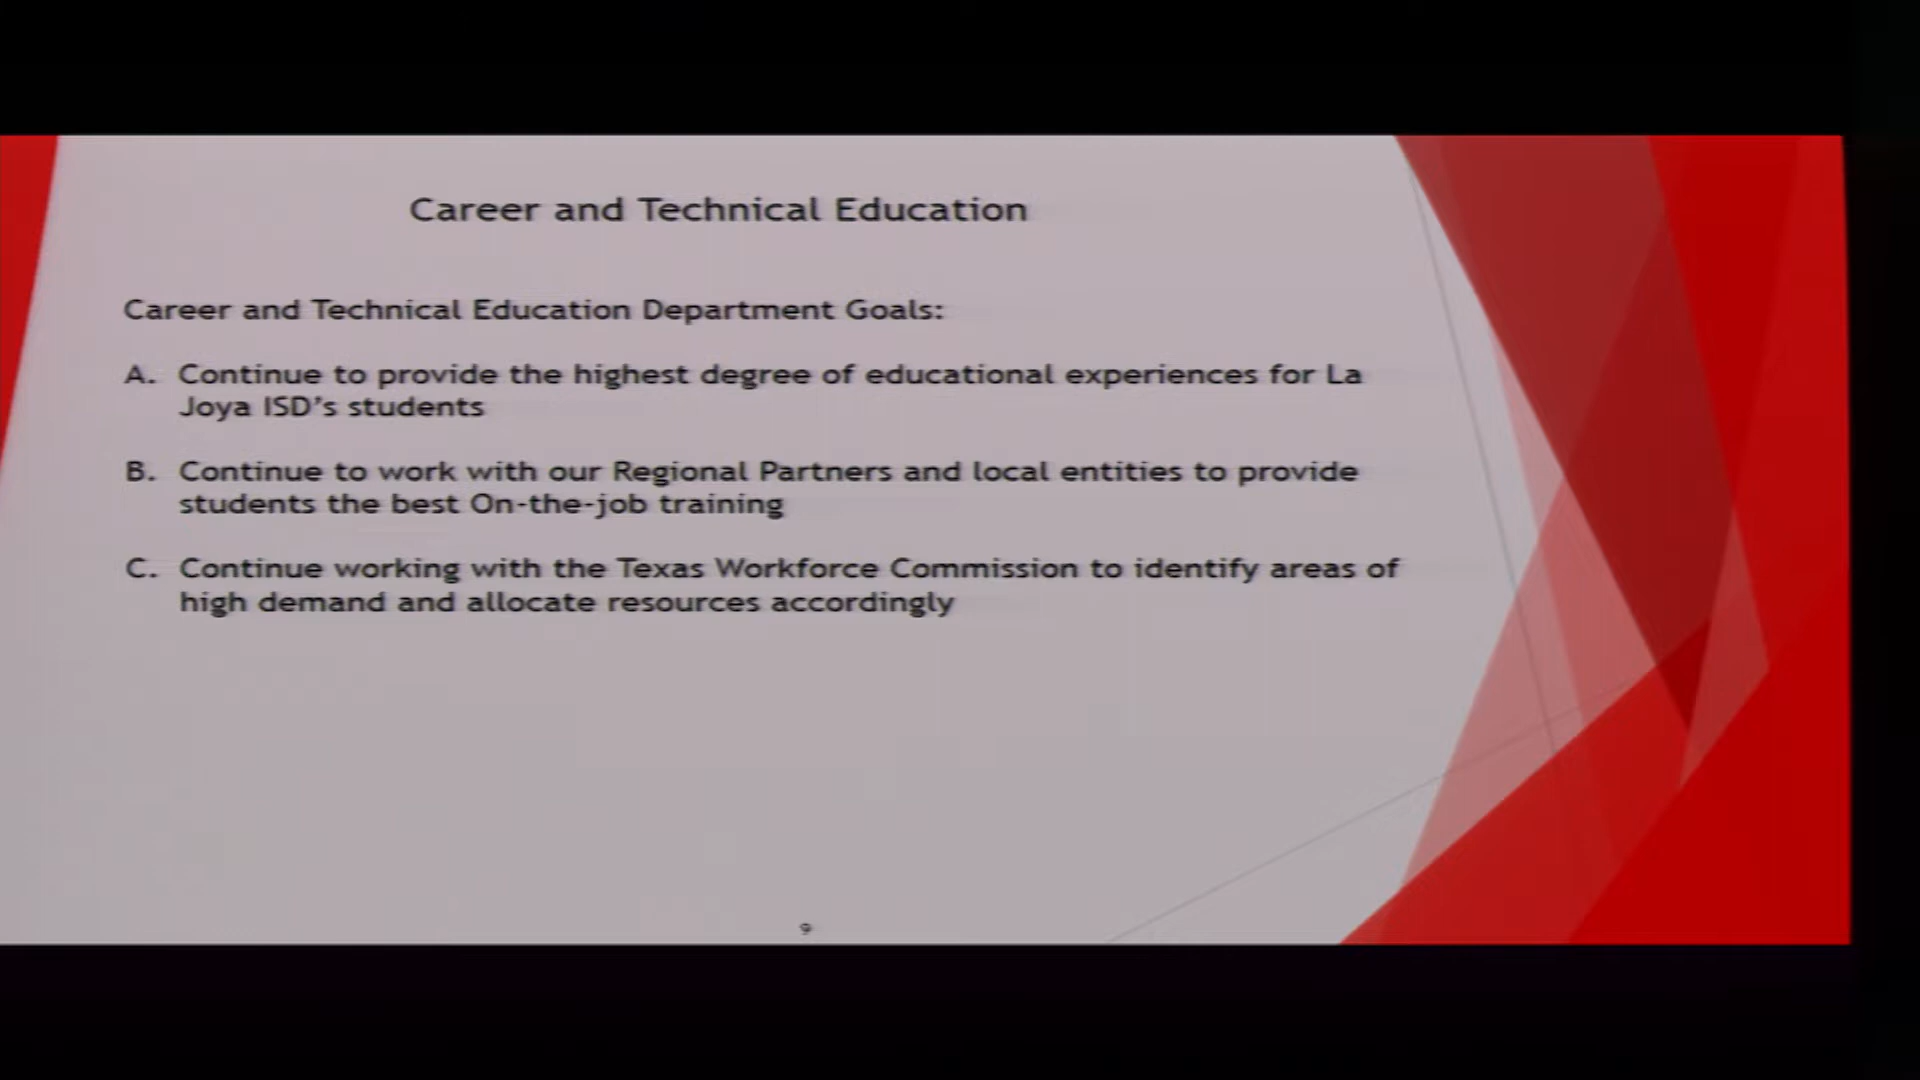 Career and Technical Education
Career and Technical Education Department Goals:
A. Continue to provide the highest degree of educational experiences for La
Joya ISD’s students
B. Continue to work with our Regional Partners and local entities to provide
students the best On-the-job training
C. Continue working with the Texas Workforce Commission to identify areas of
high demand and allocate resources accordingly
9